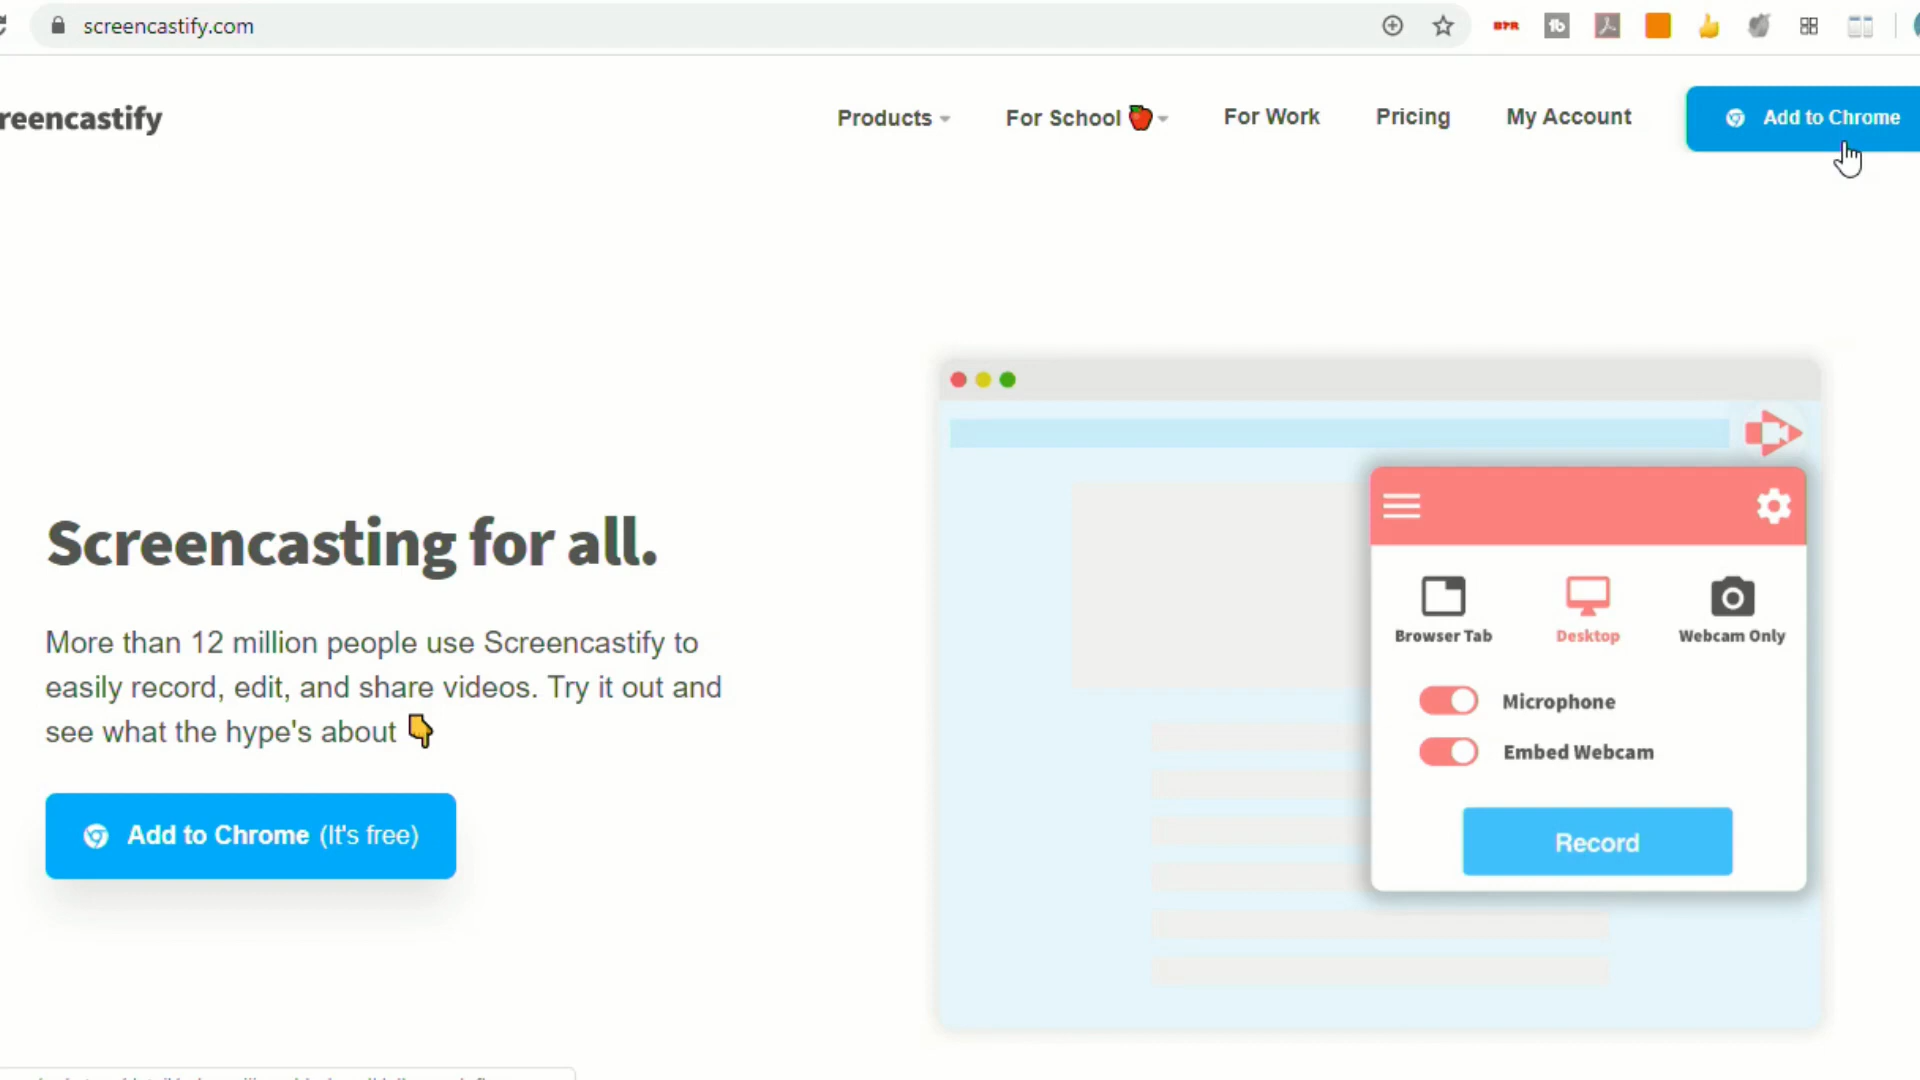 screencastify.com
reencastify
Products
For School
For Work
Pricing
My Account
Add to Chrome
Screencasting for all.
More than 12 million people use Screencastify to
easily record, edit, and share videos. Try it out and
see what the hype's about
Add to Chrome (It's free)
Browser Tab
Desktop
Webcam Only
Microphone
Embed Webcam
Record